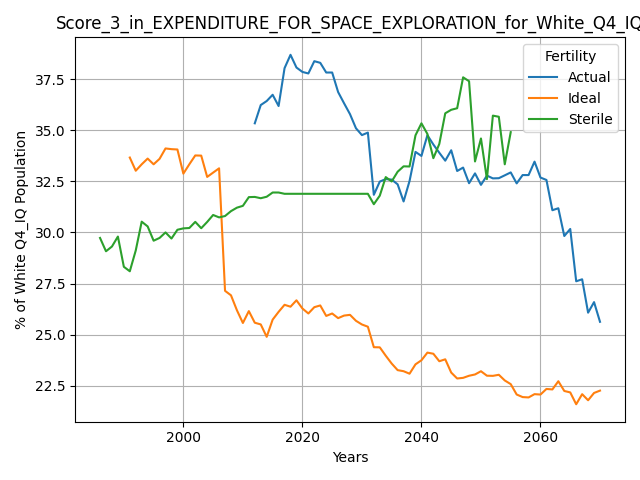 Score_3_in_EXPENDITURE_FOR_SPACE_EXPLORATION_for_White_Q4_IQ
Fertility
Actual
Ideal
Sterile
37.5
35.0
32.5
30.0
27.5
25.0
22.5
% of White Q4_IQ Population
2000
2020
2040
2060
Years